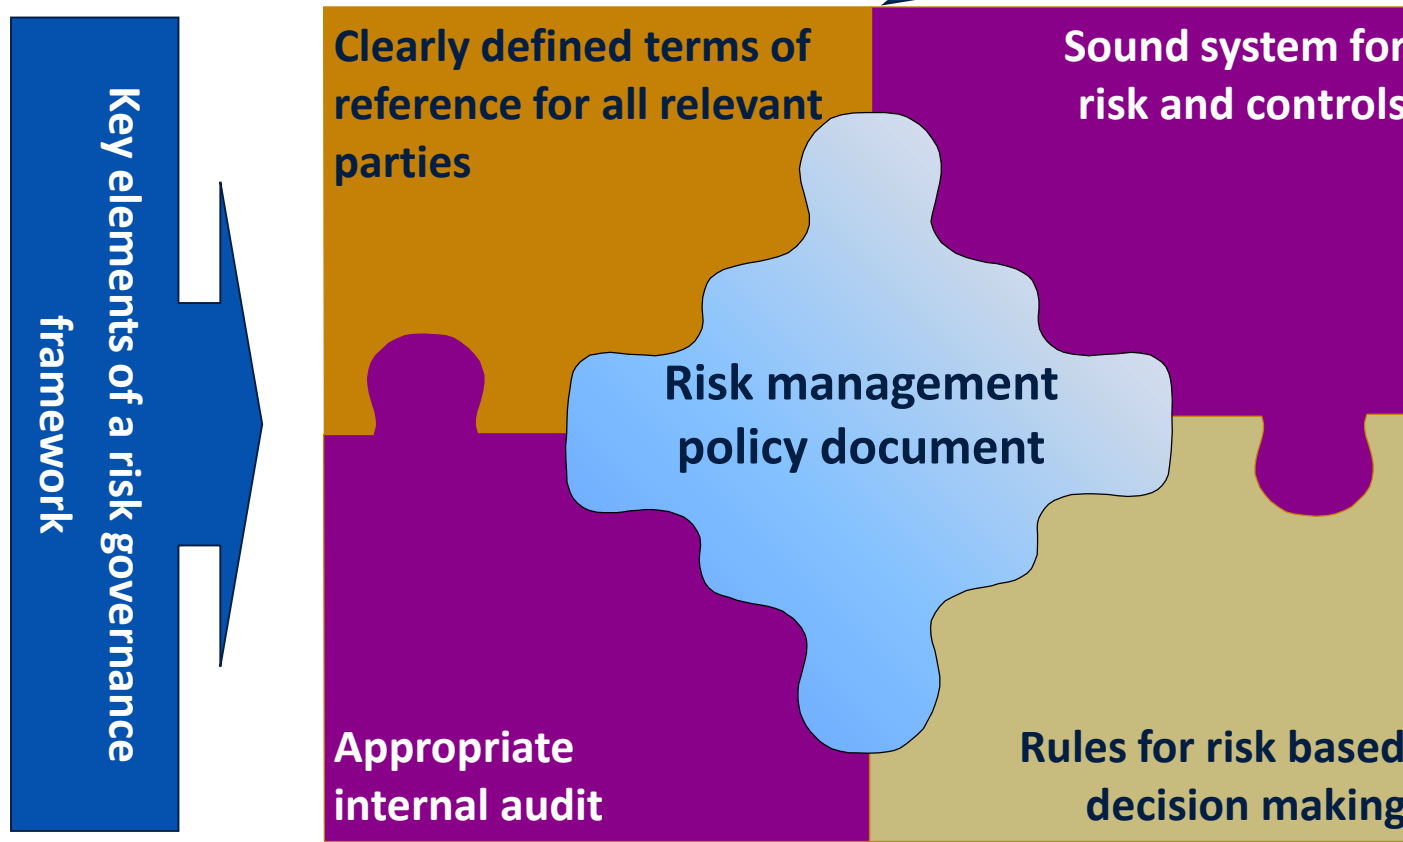 Key elements of a risk governance
framework
Clearly defined terms of
reference for all relevant
parties
Sound system for
risk and controls
Risk management
policy document
Appropriate
internal audit
Rules for risk based
decision making